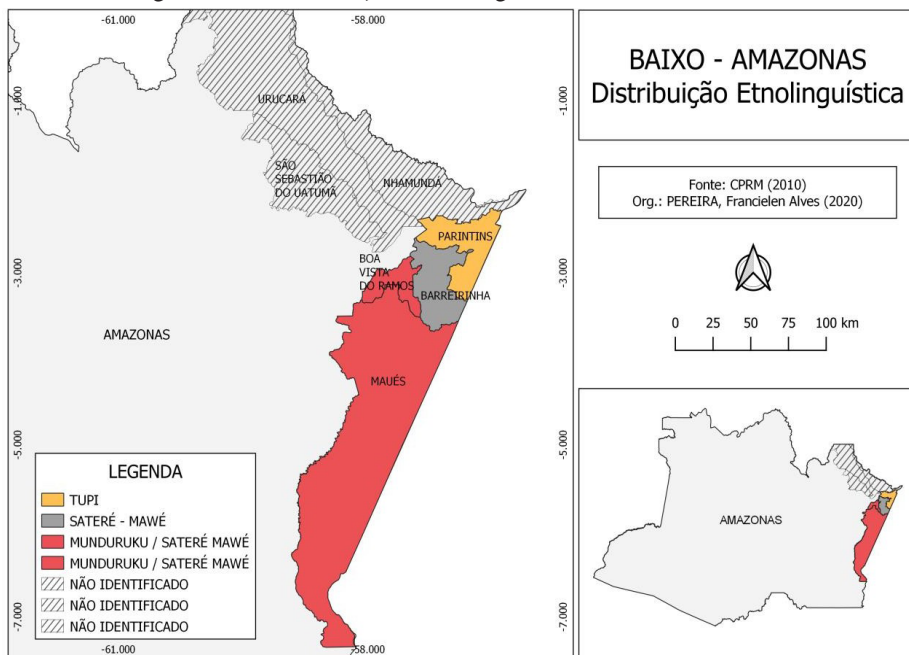 -61.000
-58.000
-1.000
-1.000
URUCARÁ
SÃO
SEBASTIÃO
DO UATUMÃ
NHAMUNDÁ
PARINTINS
BOA
VISTA
DO RAMOS
-3.000
-3.000
BARREIRINHA
AMAZONAS
MAUÉS
-5.000
-5.000
LEGENDA
TUPI
SATERÉ - MAWÉ
MUNDURUKU / SATERÉ MAWÉ
MUNDURUKU / SATERÉ MAWÉ
NÃO IDENTIFICADO
NÃO IDENTIFICADO
NÃO IDENTIFICADO
-7.000
-7.000
-61.000
-58.000
BAIXO - AMAZONAS
Distribuição Etnolinguística
Fonte: CPRM (2010)
Org.: PEREIRA, Francielen Alves (2020)
0 25 50 75 100 km
AMAZONAS